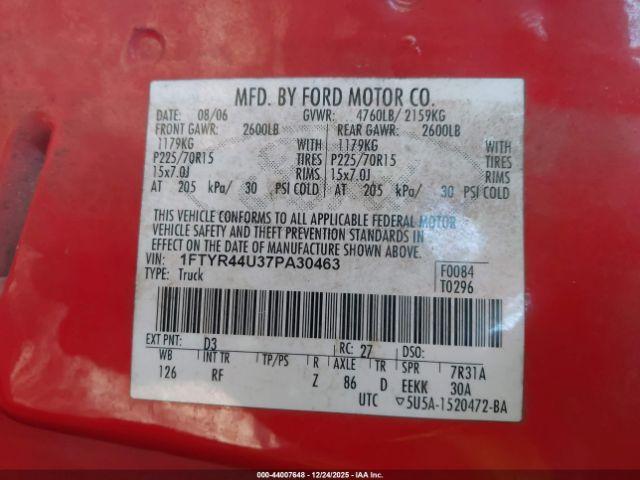 MFD. BY FORD MOTOR CO.
DATE: 08/06 GVWR: 4760LB/ 2159KG
FRONT GAWR: 2600LB REAR GAWR: 2600LB
1179KG WITH 1179KG WITH
P225/70R15 TIRES P225/70R15 TIRES
15x7.0J RIMS 15x7.0J RIMS
AT 205 kPa/ 30 PSI COLD AT 205 kPa/ 30 PSI COLD
THIS VEHICLE CONFORMS TO ALL APPLICABLE FEDERAL MOTOR
VEHICLE SAFETY AND THEFT PREVENTION STANDARDS IN
EFFECT ON THE DATE OF MANUFACTURE SHOWN ABOVE.
VIN: 1FTYR44U37PA30463 F0084
TYPE: Truck T0296
EXT PNT: D3 RC: 27 DSO:
WB INT TR TP/PS R AXLE TR SPR 7R31A
126 RF Z 86 D EEKK 30A
UTC ▽5U5A-1520472-BA
000-44007648 - 12/24/2025 - IAA Inc.